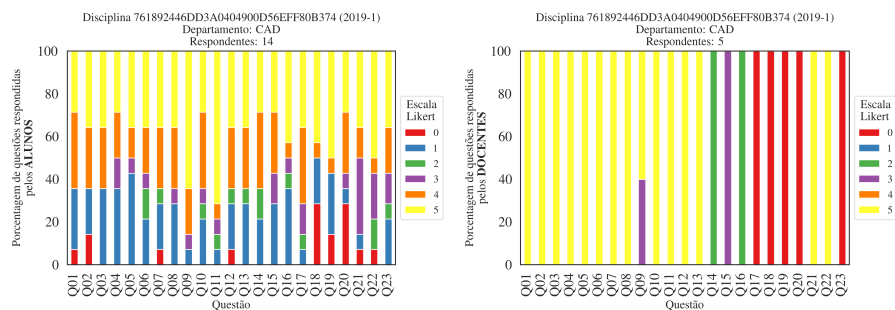 Disciplina 761892446DD3A0404900D56EFF80B374 (2019-1)
Departamento: CAD
Respondentes: 14
Porcentagem de questões respondidas
pelos ALUNOS
100
80
60
40
20
0
Q01
Q02
Q03
Q04
Q05
Q06
Q07
Q08
Q09
Q10
Q11
Q12
Q13
Q14
Q15
Q16
Q17
Q18
Q19
Q20
Q21
Q22
Q23
Questão
Escala
Likert
0
1
2
3
4
5
Disciplina 761892446DD3A0404900D56EFF80B374 (2019-1)
Departamento: CAD
Respondentes: 5
Porcentagem de questões respondidas
pelos DOCENTES
100
80
60
40
20
0
Q01
Q02
Q03
Q04
Q05
Q06
Q07
Q08
Q09
Q10
Q11
Q12
Q13
Q14
Q15
Q16
Q17
Q18
Q19
Q20
Q21
Q22
Q23
Questão
Escala
Likert
0
1
2
3
4
5